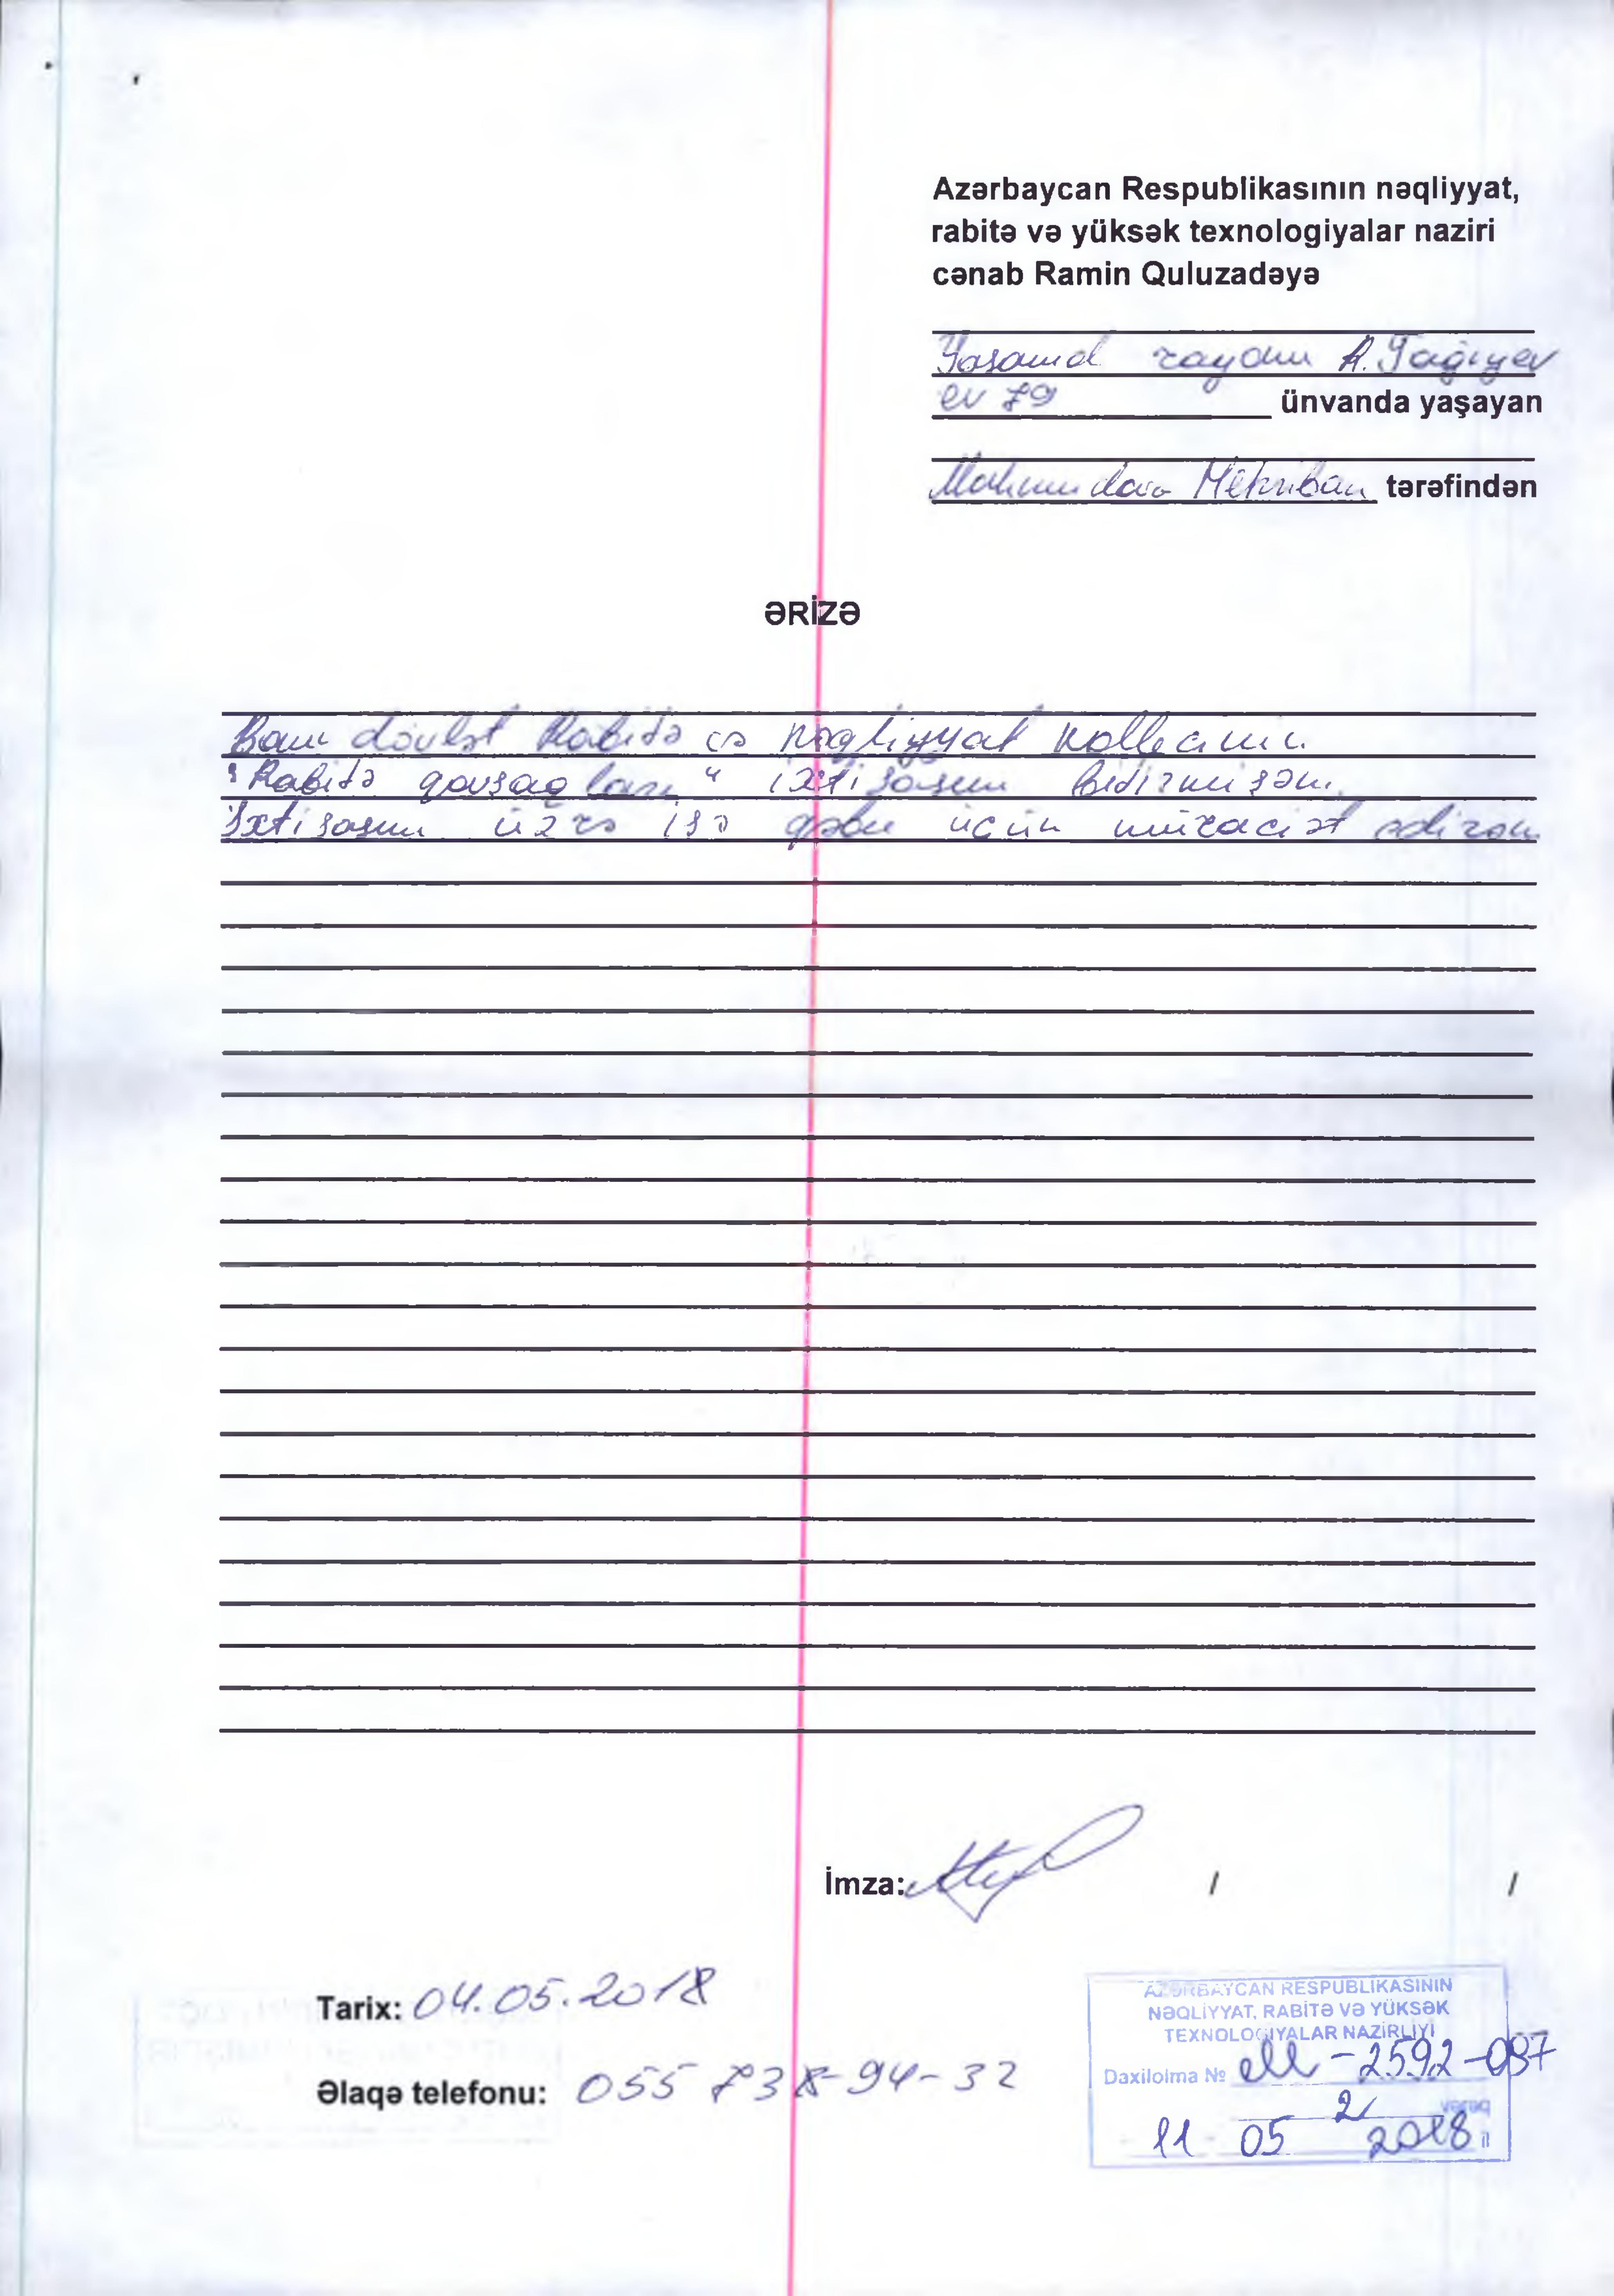 Azərbaycan Respublikasının nəqliyyat,
rabitə və yüksək texnologiyalar naziri
cənab Ramin Quluzadəyə
Yasamal rayonu A. Tağıyev
ev 79 ünvanda yaşayan
Mahmudova Mehriban tərəfindən
ƏRİZƏ
dövlət Rabitə və nəqliyyat kollecinin
"Rabitə qovşaqları" ixtisasını bitirmişəm.
İxtisasım üzrə işə qəbul üçün müraciət edirəm
İmza: / /
Tarix: 04.05.2018
Əlaqə telefonu: 055 738-94-32
AZƏRBAYCAN RESPUBLİKASININ
NƏQLİYYAT, RABİTƏ VƏ YÜKSƏK
TEXNOLOGİYALAR NAZİRLİYİ
Daxilolma № -2592-087
2 vərəq
11 05 2018 il